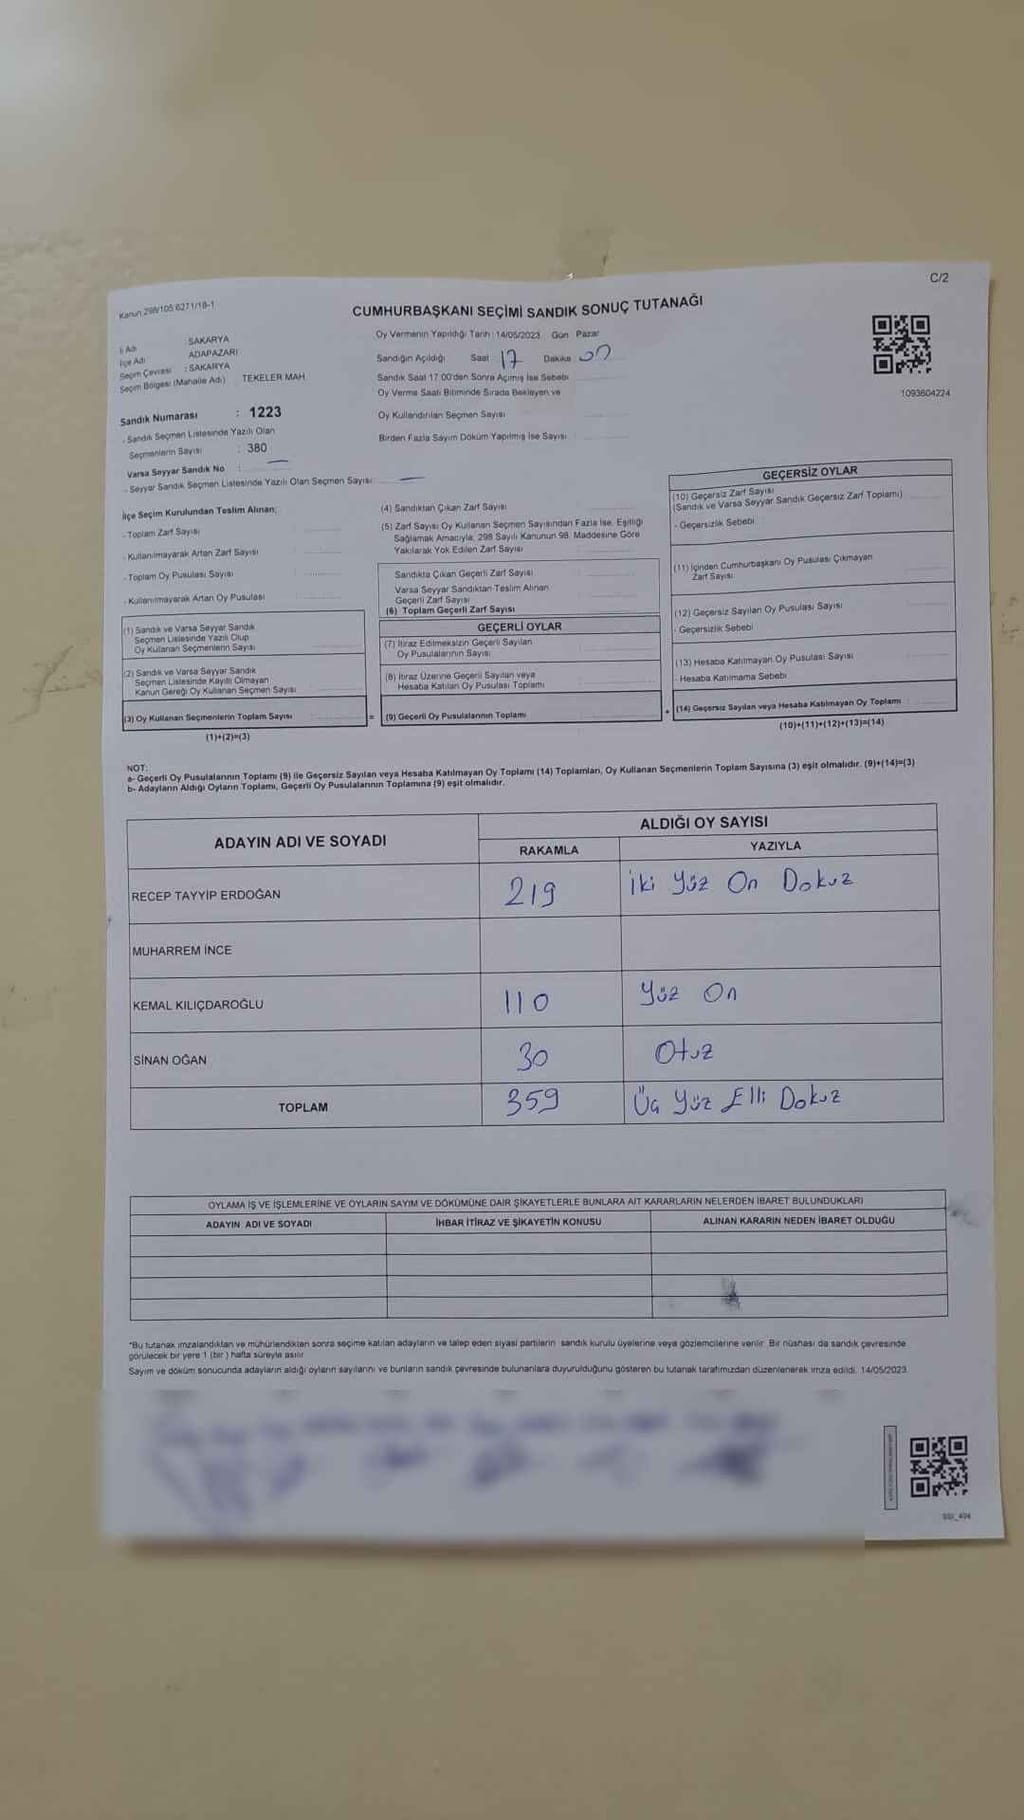 C/2
Kanun 298/105 6271/18-1
CUMHURBAŞKANI SEÇİMİ SANDIK SONUÇ TUTANAĞI
İl Adı : SAKARYA
İlçe Adı ADAPAZARI
Seçim Çevresi : SAKARYA
Seçim Bölgesi (Mahalle Adı) TEKELER MAH.
Sandık Numarası : 1223
- Sandık Seçmen Listesinde Yazılı Olan
Seçmenlerin Sayısı : 380
Varsa Seyyar Sandık No :
- Seyyar Sandık Seçmen Listesinde Yazılı Olan Seçmen Sayısı:
Oy Vermenin Yapıldığı Tarih : 14/05/2023 Gün Pazar
Sandığın Açıldığı Saat 17 Dakika
Sandık Saat 17.00'den Sonra Açılmış İse Sebebi
Oy Verme Saati Bitiminde Sırada Bekleyen ve
Oy Kullandırılan Seçmen Sayısı
Birden Fazla Sayım Döküm Yapılmış İse Sayısı
1093604224
İlçe Seçim Kurulundan Teslim Alınan;
- Toplam Zarf Sayısı
- Kullanılmayarak Artan Zarf Sayısı
- Toplam Oy Pusulası Sayısı
- Kullanılmayarak Artan Oy Pusulası
(1) Sandık ve Varsa Seyyar Sandık
Seçmen Listesinde Yazılı Olup
Oy Kullanan Seçmenlerin Sayısı
(2) Sandık ve Varsa Seyyar Sandık
Seçmen Listesinde Kayıtlı Olmayan
Kanun Gereği Oy Kullanan Seçmen Sayısı
(3) Oy Kullanan Seçmenlerin Toplam Sayısı
(1)+(2)=(3)
(4) Sandıktan Çıkan Zarf Sayısı
(5) Zarf Sayısı Oy Kullanan Seçmen Sayısından Fazla İse, Eşitliği
Sağlamak Amacıyla, 298 Sayılı Kanunun 98. Maddesine Göre
Yakılarak Yok Edilen Zarf Sayısı
Sandıkta Çıkan Geçerli Zarf Sayısı
Varsa Seyyar Sandıktan Teslim Alınan
Geçerli Zarf Sayısı
(6) Toplam Geçerli Zarf Sayısı
GEÇERLİ OYLAR
(7) İtiraz Edilmeksizin Geçerli Sayılan
Oy Pusulalarının Sayısı
(8) İtiraz Üzerine Geçerli Sayılan veya
Hesaba Katılan Oy Pusulası Toplamı
= (9) Geçerli Oy Pusulalarının Toplamı
GEÇERSİZ OYLAR
(10) Geçersiz Zarf Sayısı
(Sandık ve Varsa Seyyar Sandık Geçersiz Zarf Toplamı)
- Geçersizlik Sebebi
(11) İçinden Cumhurbaşkanı Oy Pusulası Çıkmayan
Zarf Sayısı
(12) Geçersiz Sayılan Oy Pusulası Sayısı
- Geçersizlik Sebebi
(13) Hesaba Katılmayan Oy Pusulası Sayısı
- Hesaba Katılmama Sebebi
+ (14) Geçersiz Sayılan veya Hesaba Katılmayan Oy Toplamı
(10)+(11)+(12)+(13)=(14)
NOT:
a- Geçerli Oy Pusulalarının Toplamı (9) ile Geçersiz Sayılan veya Hesaba Katılmayan Oy Toplamı (14) Toplamları, Oy Kullanan Seçmenlerin Toplam Sayısına (3) eşit olmalıdır. (9)+(14)=(3)
b- Adayların Aldığı Oyların Toplamı, Geçerli Oy Pusulalarının Toplamına (9) eşit olmalıdır.
ADAYIN ADI VE SOYADI ALDIĞI OY SAYISI
RAKAMLA YAZIYLA
RECEP TAYYİP ERDOĞAN 219 İki Yüz On Dokuz
MUHARREM İNCE
KEMAL KILIÇDAROĞLU 110 Yüz On
SİNAN OĞAN 30 Otuz
TOPLAM 359 Üç Yüz Elli Dokuz
OYLAMA İŞ VE İŞLEMLERİNE VE OYLARIN SAYIM VE DÖKÜMÜNE DAİR ŞİKAYETLERLE BUNLARA AİT KARARLARIN NELERDEN İBARET BULUNDUKLARI
ADAYIN ADI VE SOYADI İHBAR İTİRAZ VE ŞİKAYETİN KONUSU ALINAN KARARIN NEDEN İBARET OLDUĞU
*Bu tutanak imzalandıktan ve mühürlendikten sonra seçime katılan adayların ve talep eden siyasi partilerin sandık kurulu üyelerine veya gözlemcilerine verilir. Bir nüshası da sandık çevresinde
görülecek bir yere 1 (bir) hafta süreyle asılır
Sayım ve döküm sonucunda adayların aldığı oyların sayılarını ve bunların sandık çevresinde bulunanlara duyurulduğunu gösteren bu tutanak tarafımızdan düzenlenerek imza edildi. 14/05/2023